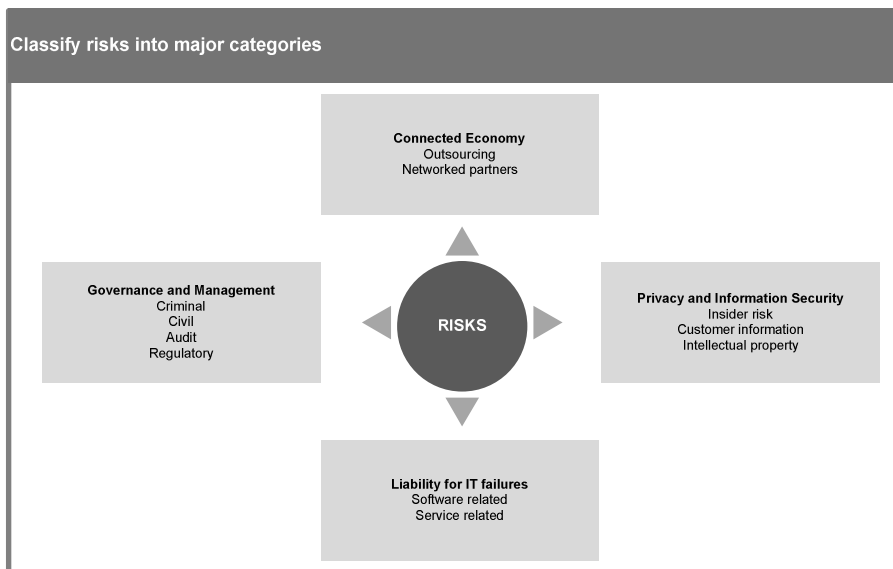 Classify risks into major categories
Connected Economy
Outsourcing
Networked partners
Governance and Management
Criminal
Civil
Audit
Regulatory
RISKS
Privacy and Information Security
Insider risk
Customer information
Intellectual property
Liability for IT failures
Software related
Service related